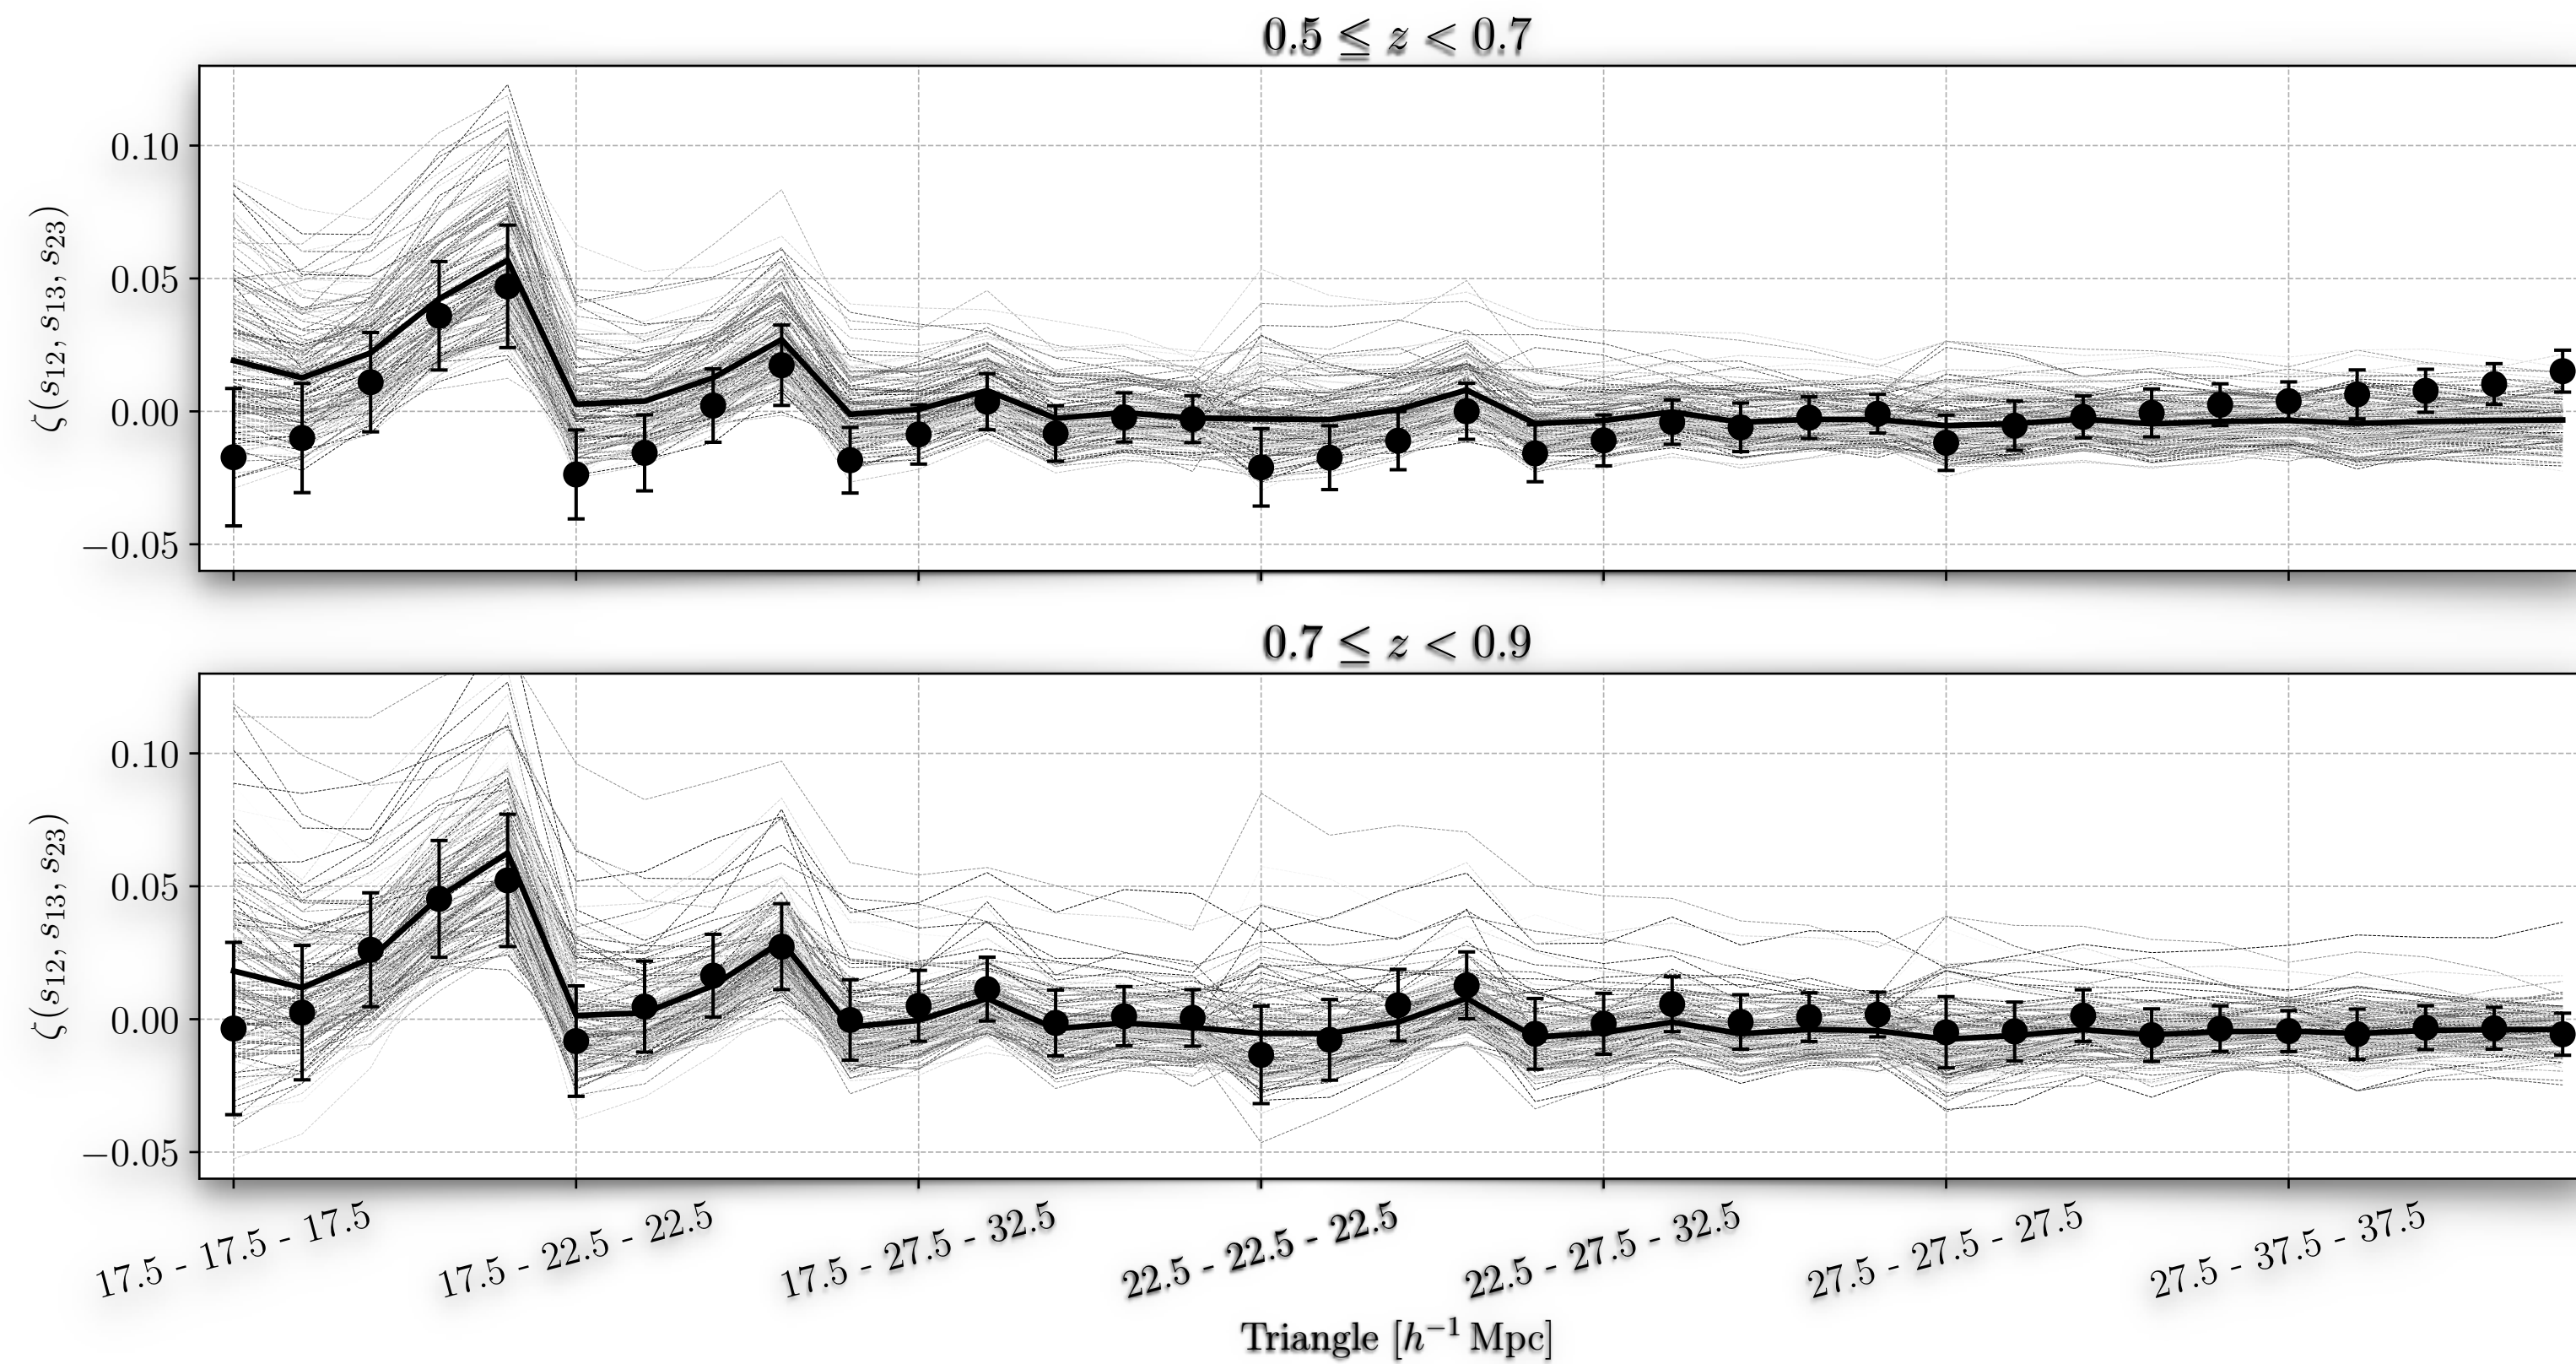 0.5 ≤ z < 0.7
0.10
0.05
0.00
−0.05
ζ(s₁₂, s₁₃, s₂₃)
0.7 ≤ z < 0.9
0.10
0.05
0.00
−0.05
ζ(s₁₂, s₁₃, s₂₃)
17.5 - 17.5 - 17.5
17.5 - 22.5 - 22.5
17.5 - 27.5 - 32.5
22.5 - 22.5 - 22.5
22.5 - 27.5 - 32.5
27.5 - 27.5 - 27.5
27.5 - 37.5 - 37.5
Triangle [h⁻¹ Mpc]